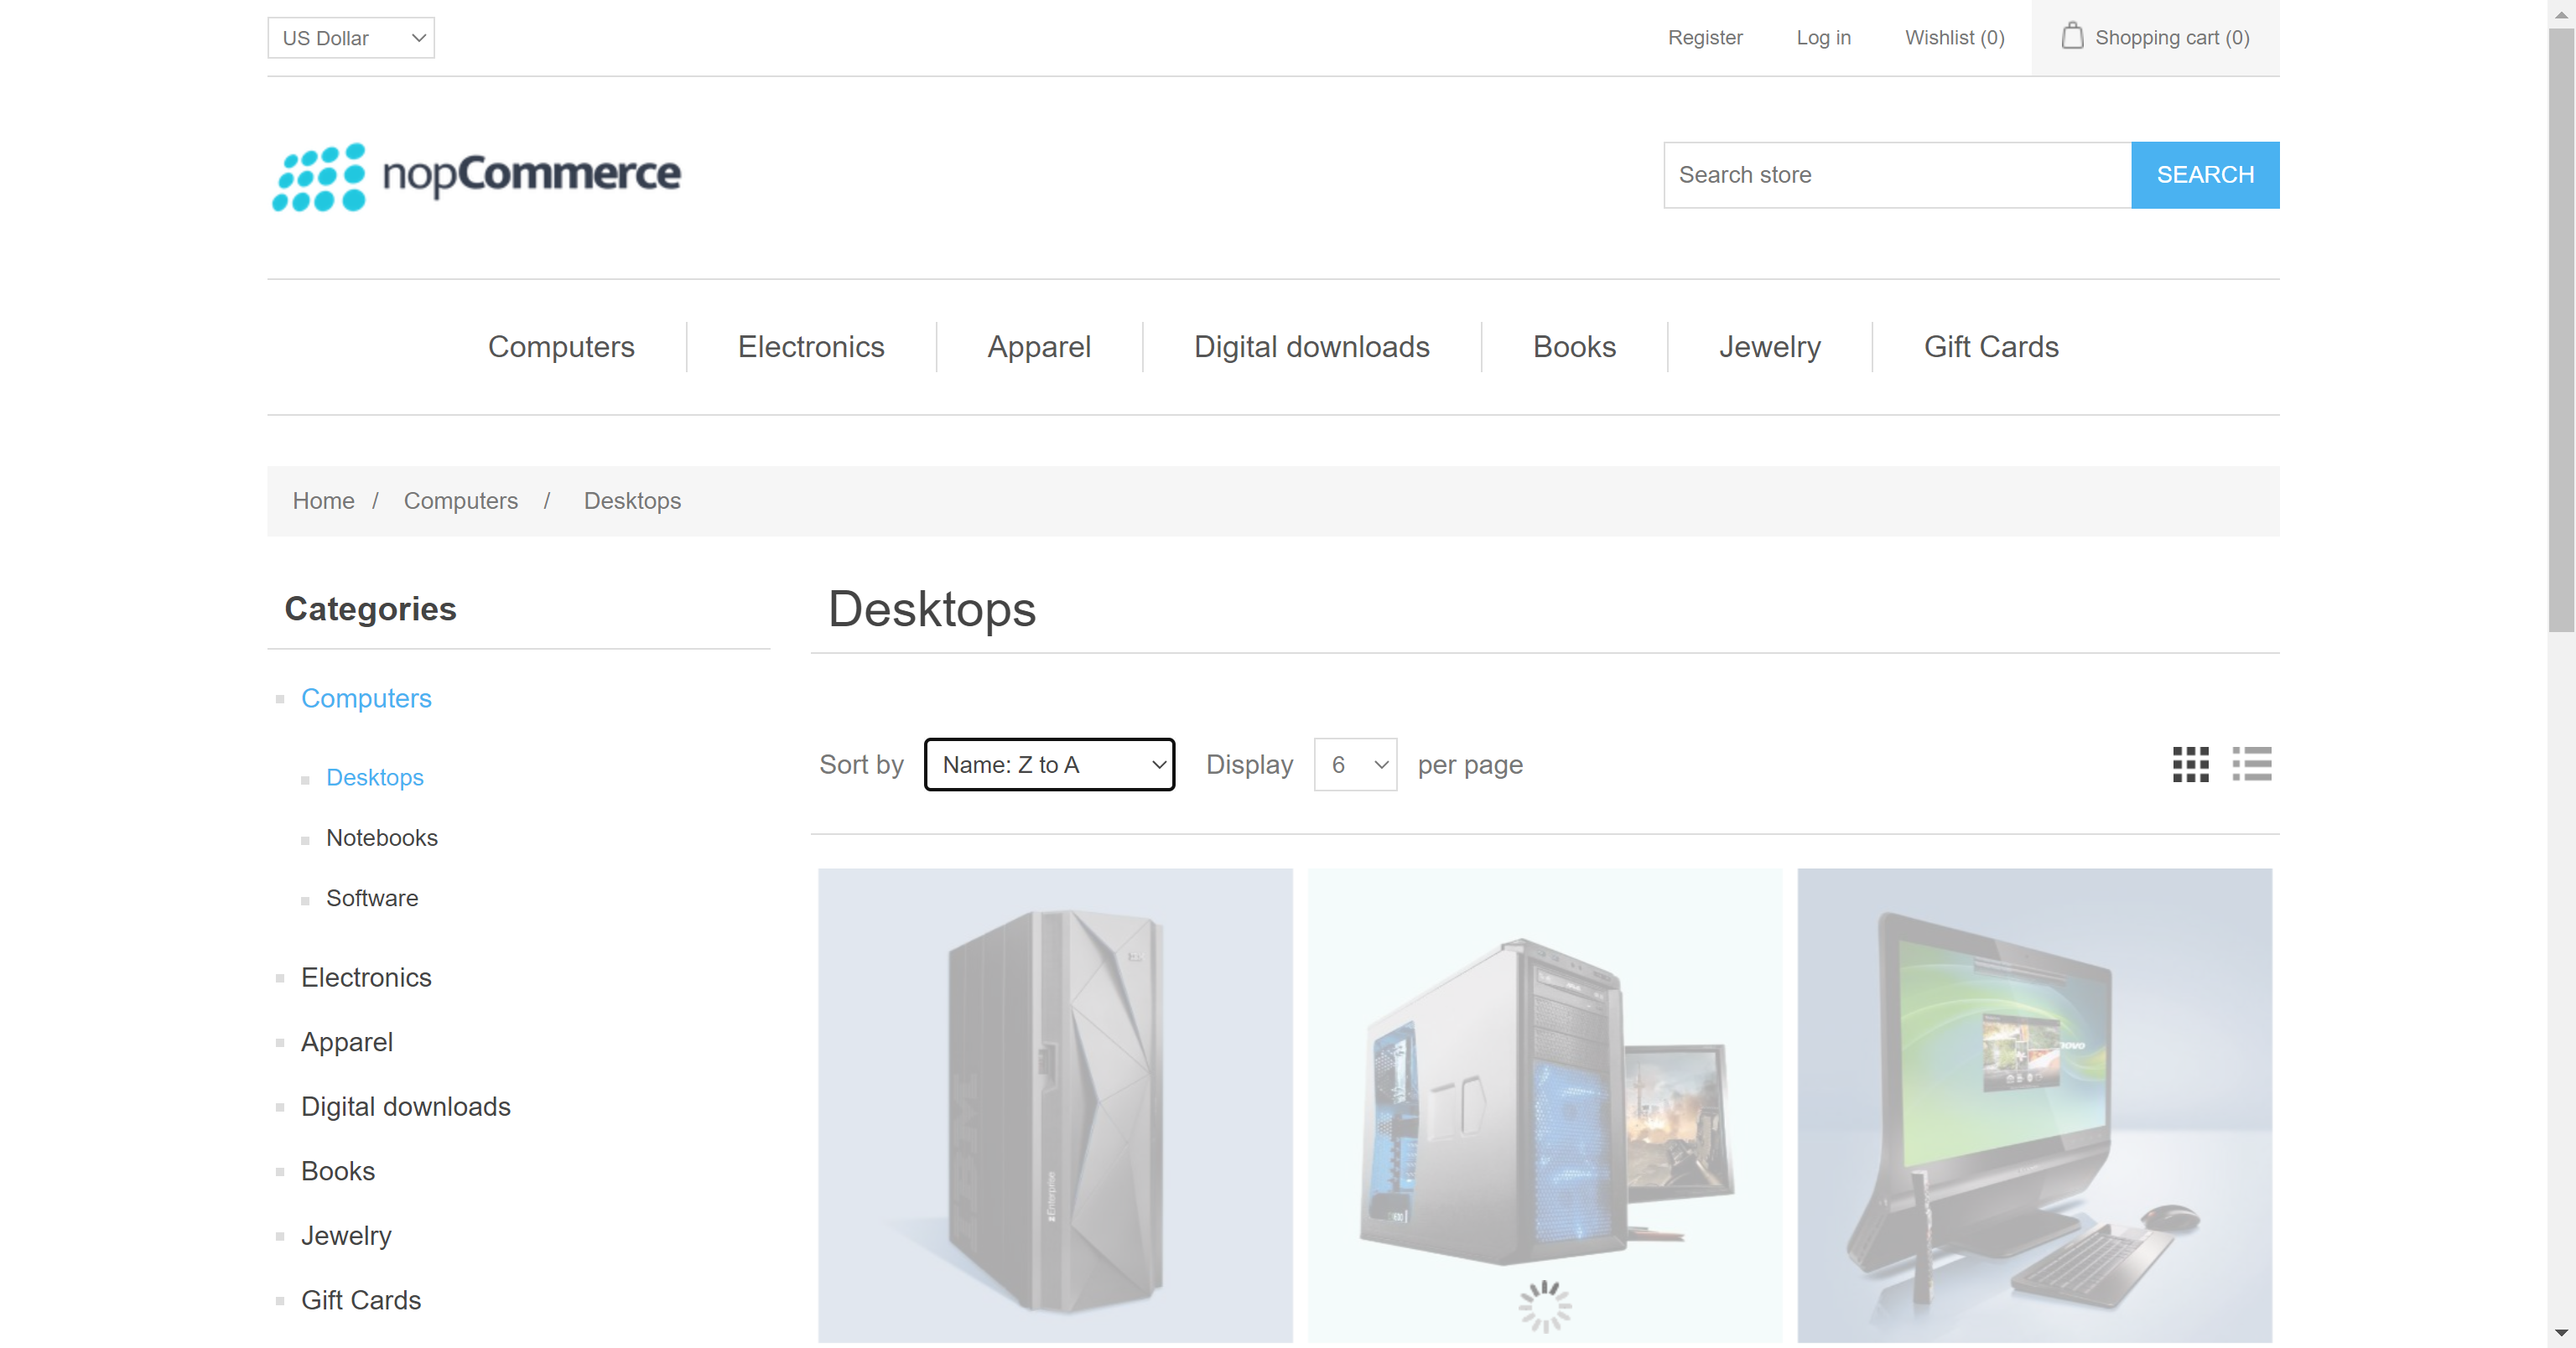 US Dollar
Register Log in Wishlist (0) Shopping cart (0)
nopCommerce
Search store SEARCH
Computers Electronics Apparel Digital downloads Books Jewelry Gift Cards
Home / Computers / Desktops
Categories
Computers
Desktops
Notebooks
Software
Electronics
Apparel
Digital downloads
Books
Jewelry
Gift Cards
Desktops
Sort by Name: Z to A Display 6 per page